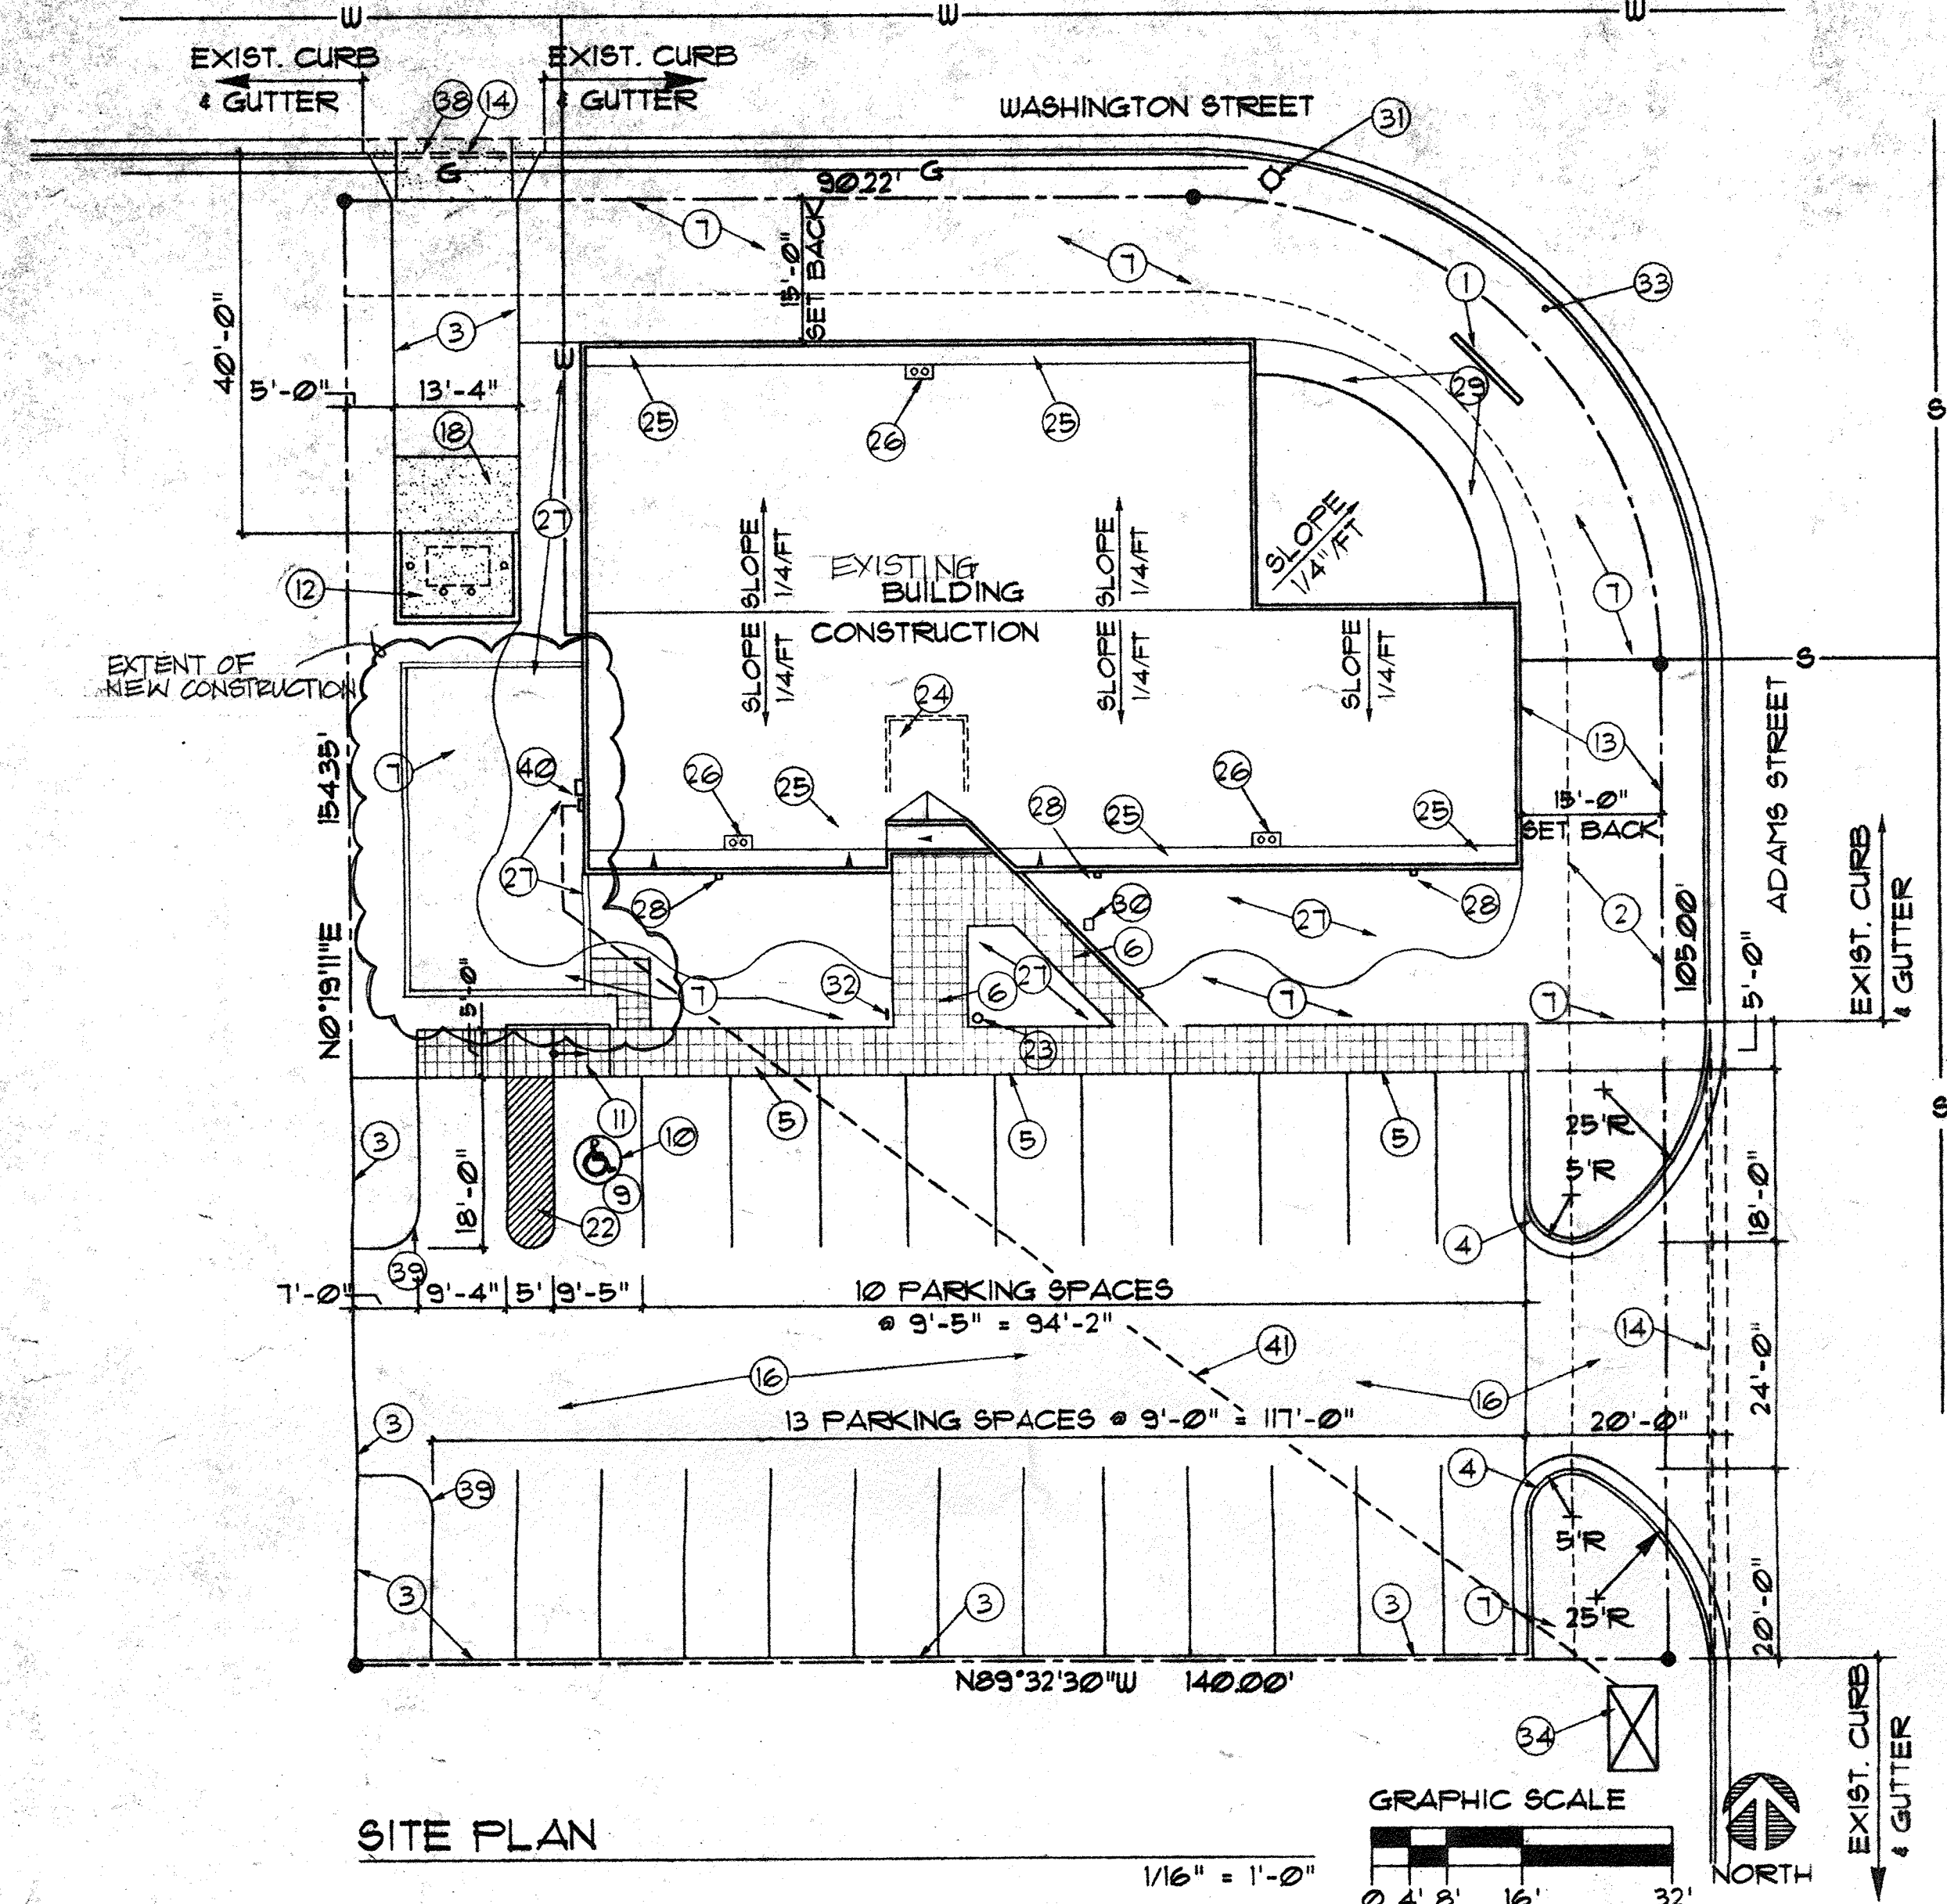 W W W
EXIST. CURB
& GUTTER
EXIST. CURB
& GUTTER
38 14
WASHINGTON STREET
31
G
90.22' G
7
15'-0"
SET BACK
7
1
33
40'-0"
3
W
5'-0"
13'-4"
18
25
26
25
29
S
27
12
SLOPE
1/4/FT
EXISTING
BUILDING
CONSTRUCTION
SLOPE
1/4/FT
SLOPE
1/4"/FT
7
SLOPE
1/4/FT
SLOPE
1/4/FT
SLOPE
1/4/FT
S
EXTENT OF
NEW CONSTRUCTION
24
13
ADAMS STREET
7
40
26
25
28
25
26
25
15'-0"
SET BACK
154.35'
N0°19'11"E
27
28
30
27
28
2
105.00'
EXIST. CURB
& GUTTER
6
5'-0"
7
32
6
27
7
7
5'-0"
23
S
3
11
10
5
5
5
25'R
5'R
18'-0"
9
22
4
18'-0"
39
7'-0"
9'-4"
5'
9'-5"
10 PARKING SPACES
@ 9'-5" = 94'-2"
41
14
24'-0"
16
16
3
13 PARKING SPACES @ 9'-0" = 117'-0"
20'-0"
39
4
5'R
3
3
3
7
25'R
20'-0"
N89°32'30"W 140.00'
34
EXIST. CURB
& GUTTER
SITE PLAN
1/16" = 1'-0"
GRAPHIC SCALE
0 4' 8' 16' 32'
NORTH